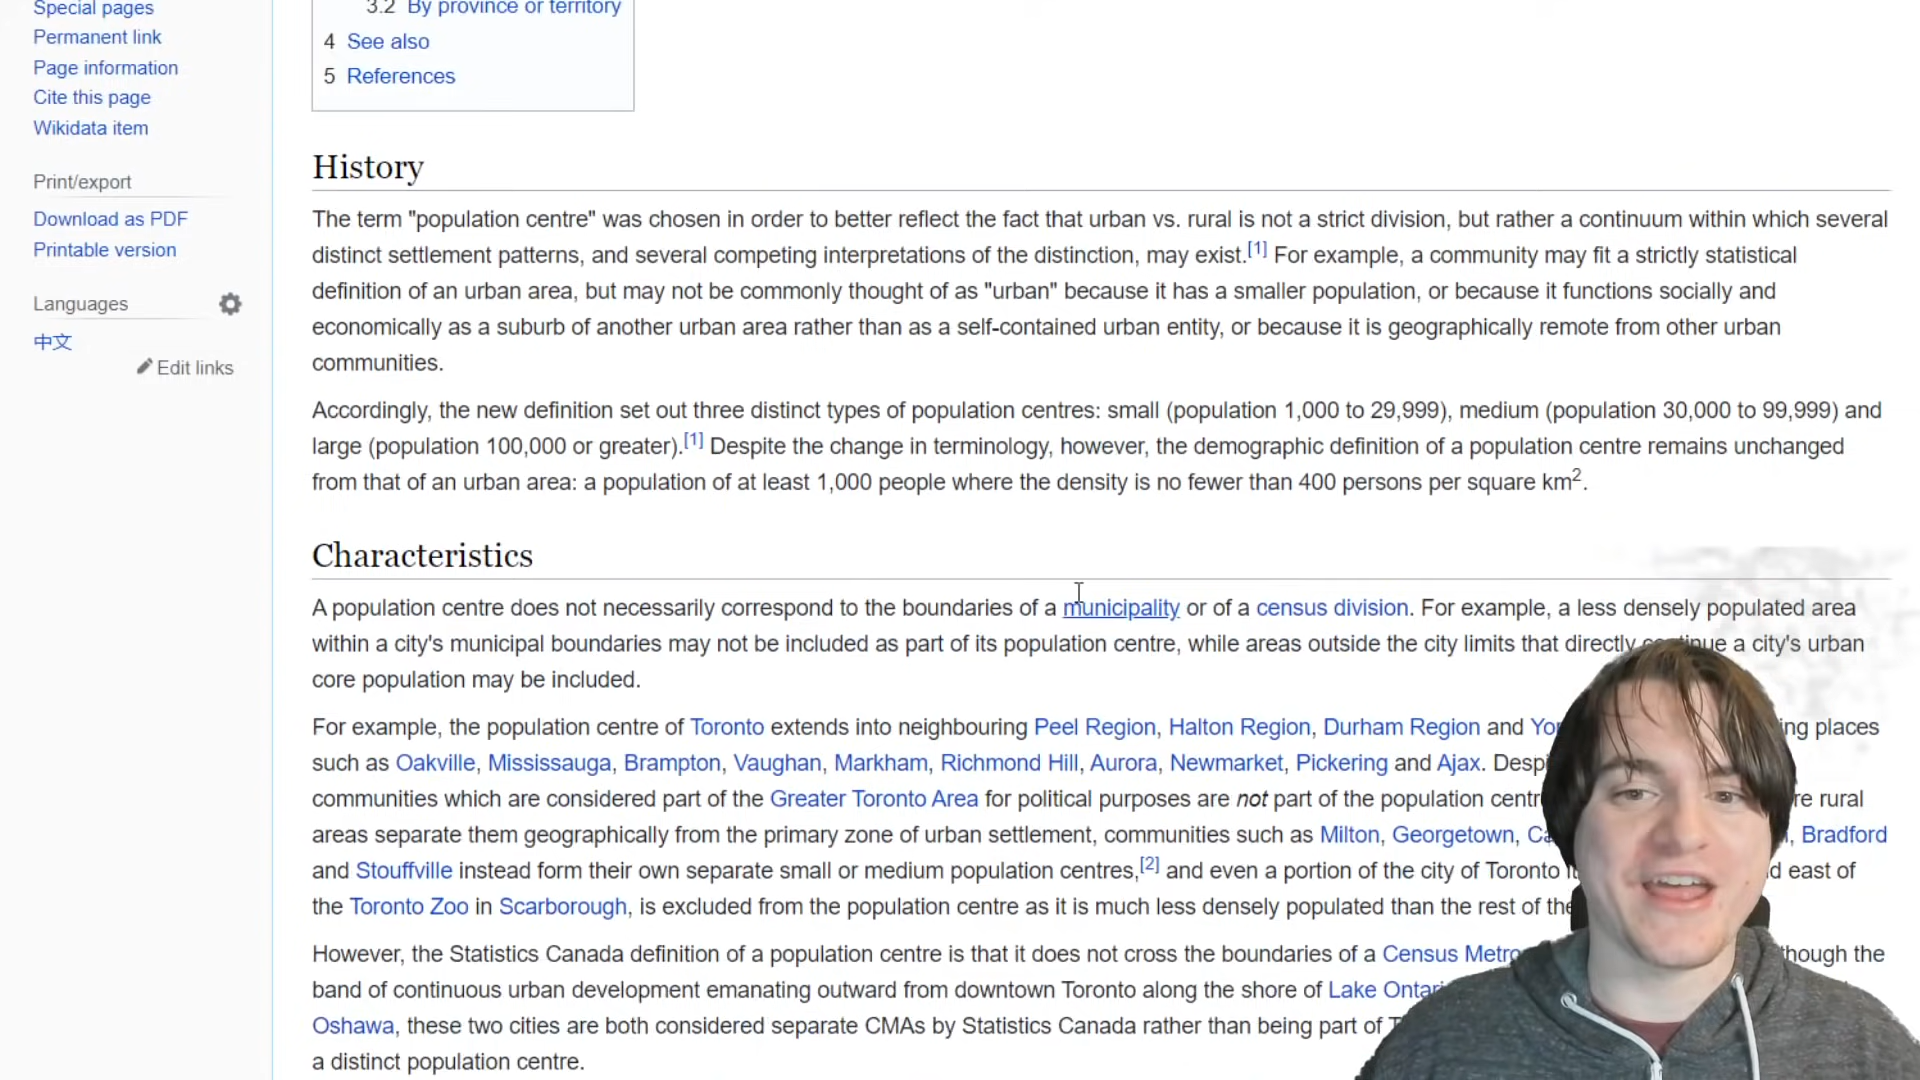 Special pages
Permanent link
Page information
Cite this page
Wikidata item
Print/export
Download as PDF
Printable version
Languages
中文
Edit links
3.2 By province or territory
4 See also
5 References
History
The term "population centre" was chosen in order to better reflect the fact that urban vs. rural is not a strict division, but rather a continuum within which several
distinct settlement patterns, and several competing interpretations of the distinction, may exist.[1] For example, a community may fit a strictly statistical
definition of an urban area, but may not be commonly thought of as "urban" because it has a smaller population, or because it functions socially and
economically as a suburb of another urban area rather than as a self-contained urban entity, or because it is geographically remote from other urban
communities.
Accordingly, the new definition set out three distinct types of population centres: small (population 1,000 to 29,999), medium (population 30,000 to 99,999) and
large (population 100,000 or greater).[1] Despite the change in terminology, however, the demographic definition of a population centre remains unchanged
from that of an urban area: a population of at least 1,000 people where the density is no fewer than 400 persons per square km2.
Characteristics
A population centre does not necessarily correspond to the boundaries of a municipality or of a census division. For example, a less densely populated area
within a city's municipal boundaries may not be included as part of its population centre, while areas outside the city limits that directly continue a city's urban
core population may be included.
For example, the population centre of Toronto extends into neighbouring Peel Region, Halton Region, Durham Region and places
such as Oakville, Mississauga, Brampton, Vaughan, Markham, Richmond Hill, Aurora, Newmarket, Pickering and Ajax.
communities which are considered part of the Greater Toronto Area for political purposes are not part of the population rural
areas separate them geographically from the primary zone of urban settlement, communities such as Milton, Georgetown, Bradford
and Stouffville instead form their own separate small or medium population centres,[2] and even a portion of the city of Toronto east of
the Toronto Zoo in Scarborough, is excluded from the population centre as it is much less densely populated than the rest of
However, the Statistics Canada definition of a population centre is that it does not cross the boundaries of a Census the
band of continuous urban development emanating outward from downtown Toronto along the shore of Lake
Oshawa, these two cities are both considered separate CMAs by Statistics Canada rather than being part of
a distinct population centre.